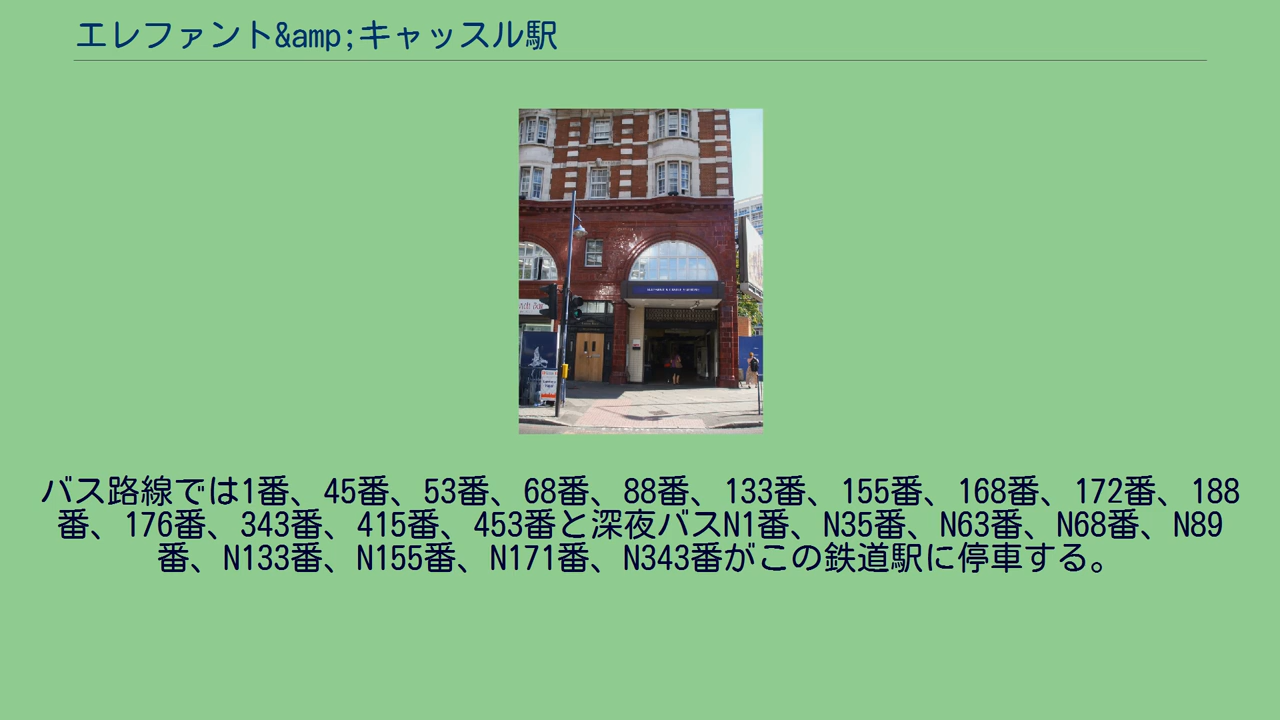 エレファント&amp;キャッスル駅
バス路線では1番、45番、53番、68番、88番、133番、155番、168番、172番、188
番、176番、343番、415番、453番と深夜バスN1番、N35番、N63番、N68番、N89
番、N133番、N155番、N171番、N343番がこの鉄道駅に停車する。